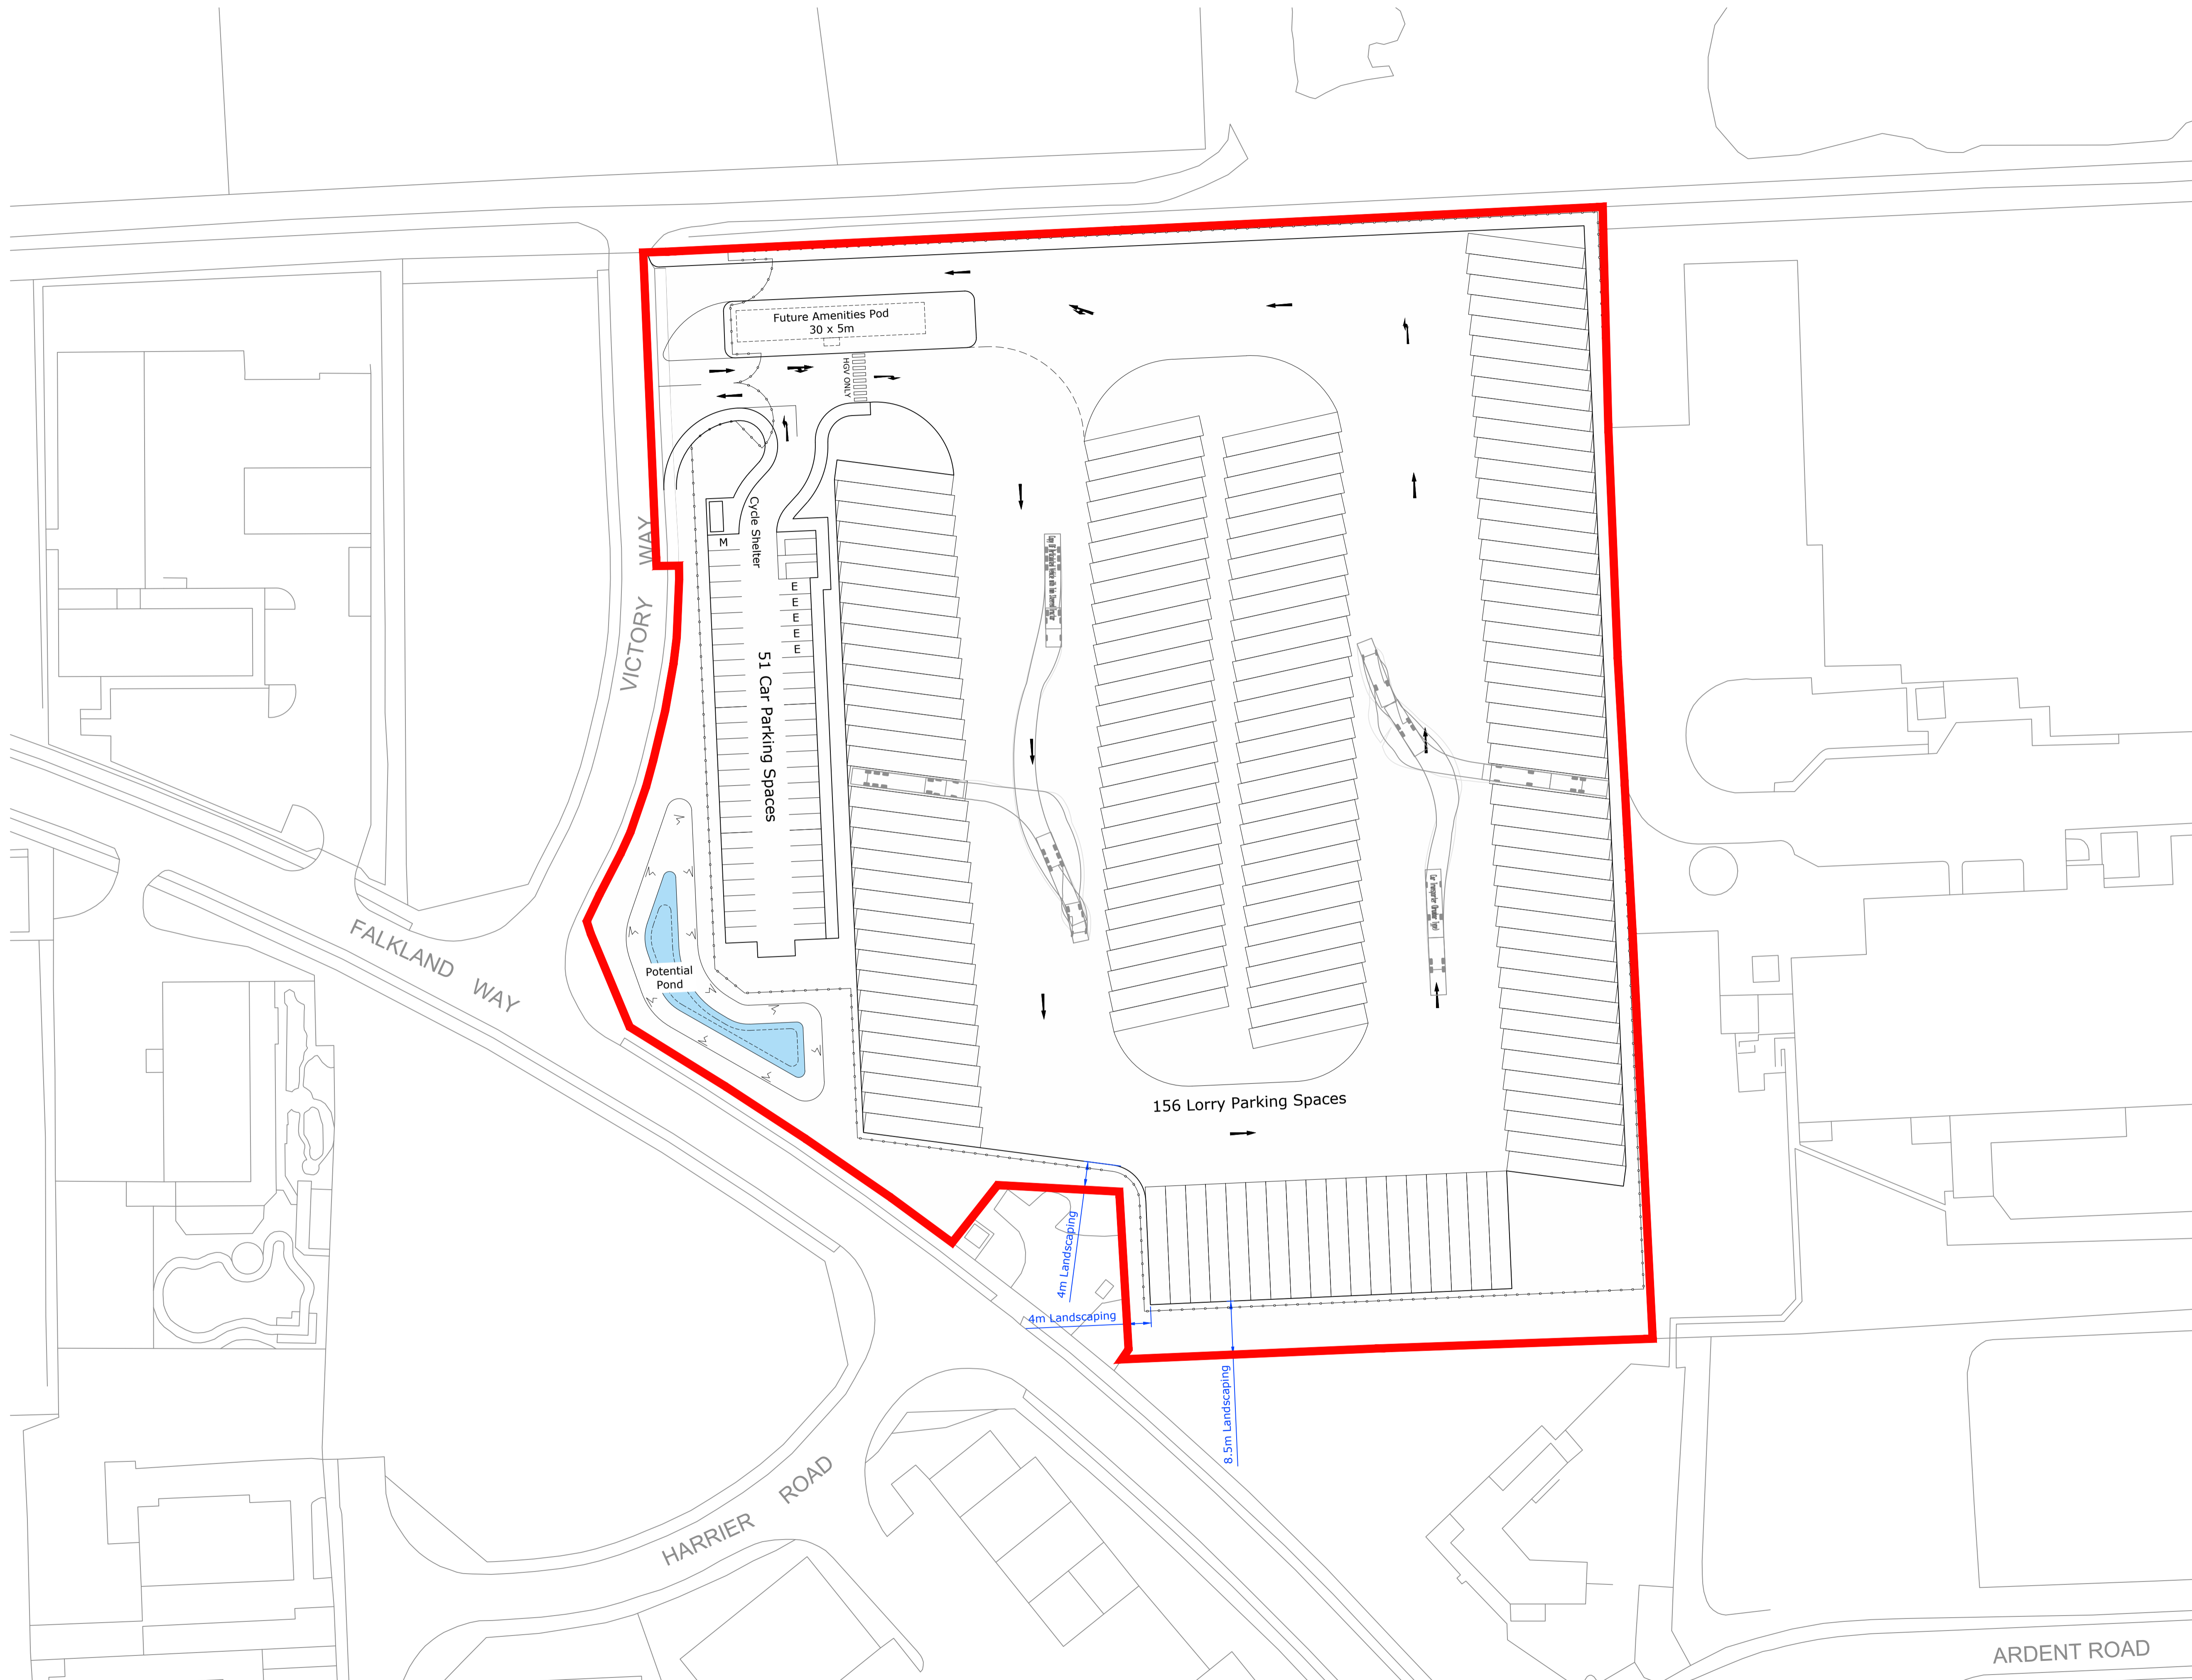 Future Amenities Pod
30 x 5m
HGV ONLY
Cycle Shelter
M
E
E
E
E
E
51 Car Parking Spaces
VICTORY WAY
FALKLAND WAY
Potential
Pond
156 Lorry Parking Spaces
4m Landscaping
4m Landscaping
8.5m Landscaping
HARRIER ROAD
ARDENT ROAD